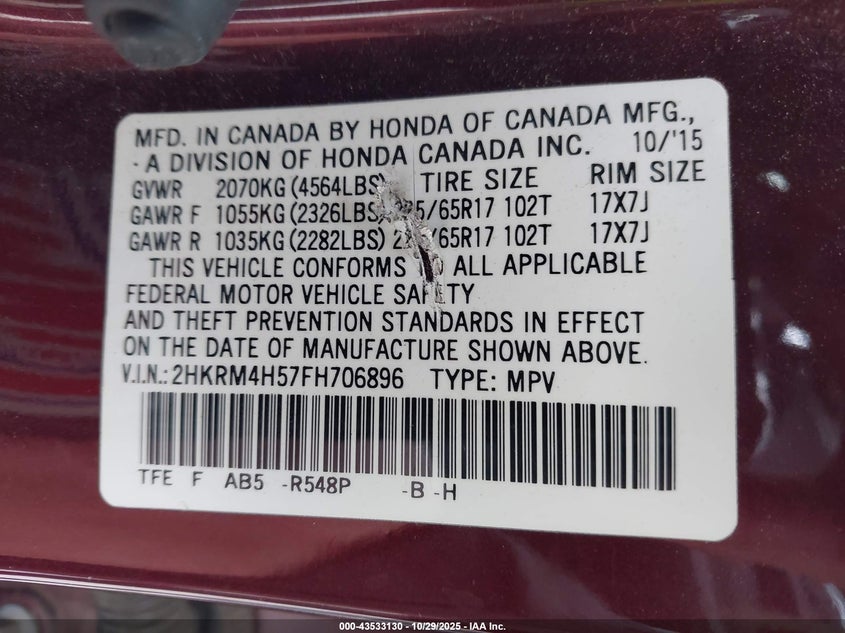 MFD. IN CANADA BY HONDA OF CANADA MFG.,
A DIVISION OF HONDA CANADA INC. 10/'15
GVWR 2070KG (4564LBS) TIRE SIZE RIM SIZE
GAWR F 1055KG (2326LBS) /65R17 102T 17X7J
GAWR R 1035KG (2282LBS) /65R17 102T 17X7J
THIS VEHICLE CONFORMS TO ALL APPLICABLE
FEDERAL MOTOR VEHICLE SAFETY
AND THEFT PREVENTION STANDARDS IN EFFECT
ON THE DATE OF MANUFACTURE SHOWN ABOVE.
V.I.N.: 2HKRM4H57FH706896 TYPE: MPV
TFE F AB5 -R548P -B -H
000-43533130 - 10/29/2025 - IAA Inc.